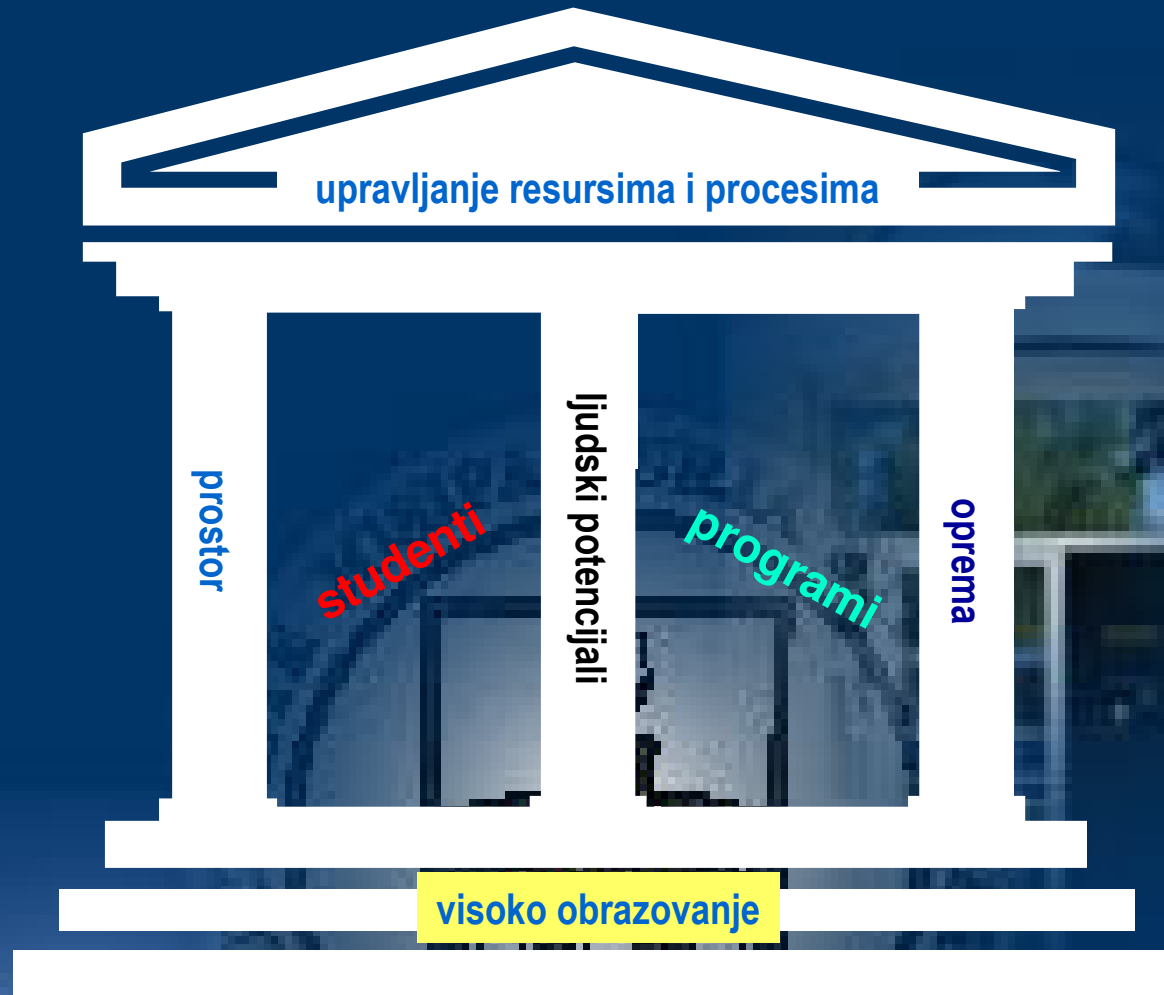 upravljanje resursima i procesima
prostor
studenti
ljudski potencijali
programi
oprema
visoko obrazovanje